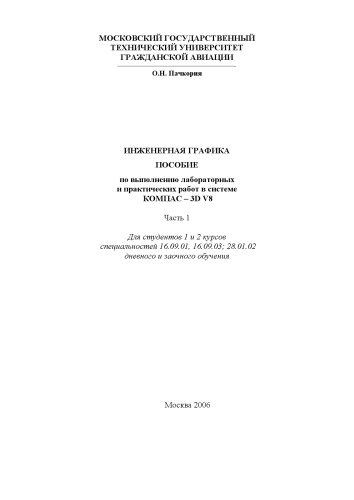 МОСКОВСКИЙ ГОСУДАРСТВЕННЫЙ
ТЕХНИЧЕСКИЙ УНИВЕРСИТЕТ
ГРАЖДАНСКОЙ АВИАЦИИ
О.Н. Пачкория
ИНЖЕНЕРНАЯ ГРАФИКА
ПОСОБИЕ
по выполнению лабораторных
и практических работ в системе
КОМПАС – 3D V8
Часть 1
Для студентов 1 и 2 курсов
специальностей 16.09.01, 16.09.03; 28.01.02
дневного и заочного обучения
Москва 2006